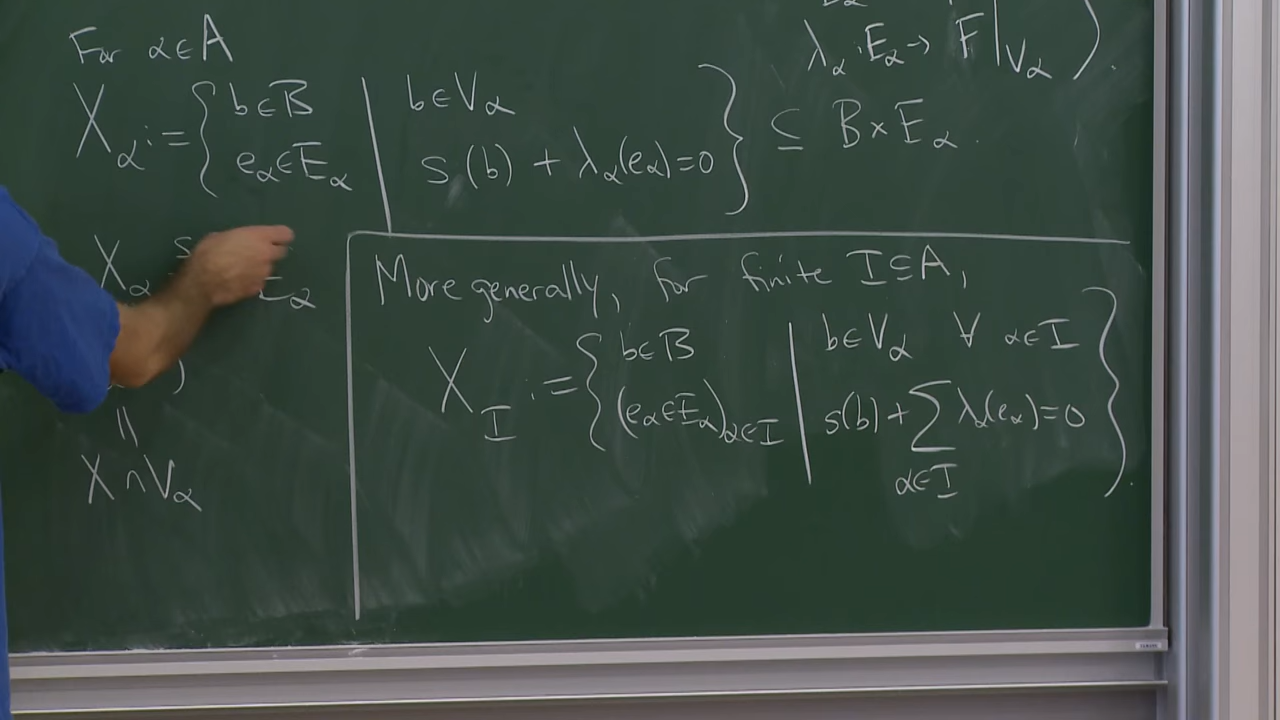 For α∈A
λ_α: E_α → F|_{V_α} ).
X_α := { b∈B | b∈V_α
e_α∈E_α | s(b) + λ_α(e_α)=0 } ⊆ B×E_α.
X_α
E_α
)
||
X∩V_α
More generally, for finite I⊆A,
X_I := { b∈B | b∈V_α ∀ α∈I
(e_α∈E_α)_{α∈I} | s(b)+∑_{α∈I} λ_α(e_α)=0 }.